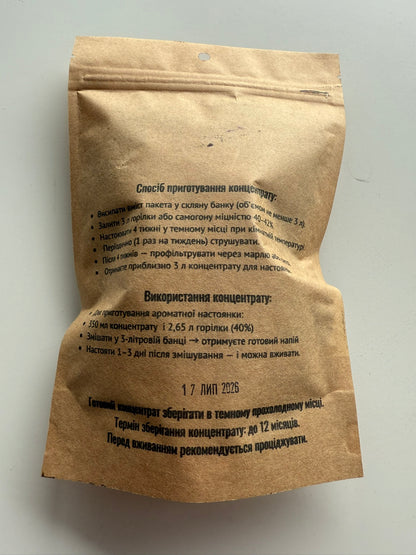 Спосіб приготування концентрату:
• Висипати вміст пакета у скляну банку (об'ємом не менше 3 л).
• Залити 3 л горілки або самогону міцністю 40–42%
• Настоювати 4 тижні у темному місці при кімнатній температурі
• Періодично (1 раз на тиждень) струшувати.
• Після 4 тижнів — профільтрувати через марлю
• Отримаєте приблизно 3 л концентрату для настоянки
Використання концентрату:
Для приготування ароматної настоянки:
• 350 мл концентрату і 2,65 л горілки (40%)
• Змішати у 3-літровій банці → отримуєте готовий напій
• Настояти 1–3 дні після змішування — і можна вживати.
17 ЛИП 2026
Готовий концентрат зберігати в темному прохолодному місці.
Термін зберігання концентрату: до 12 місяців.
Перед вживанням рекомендується проціджувати.